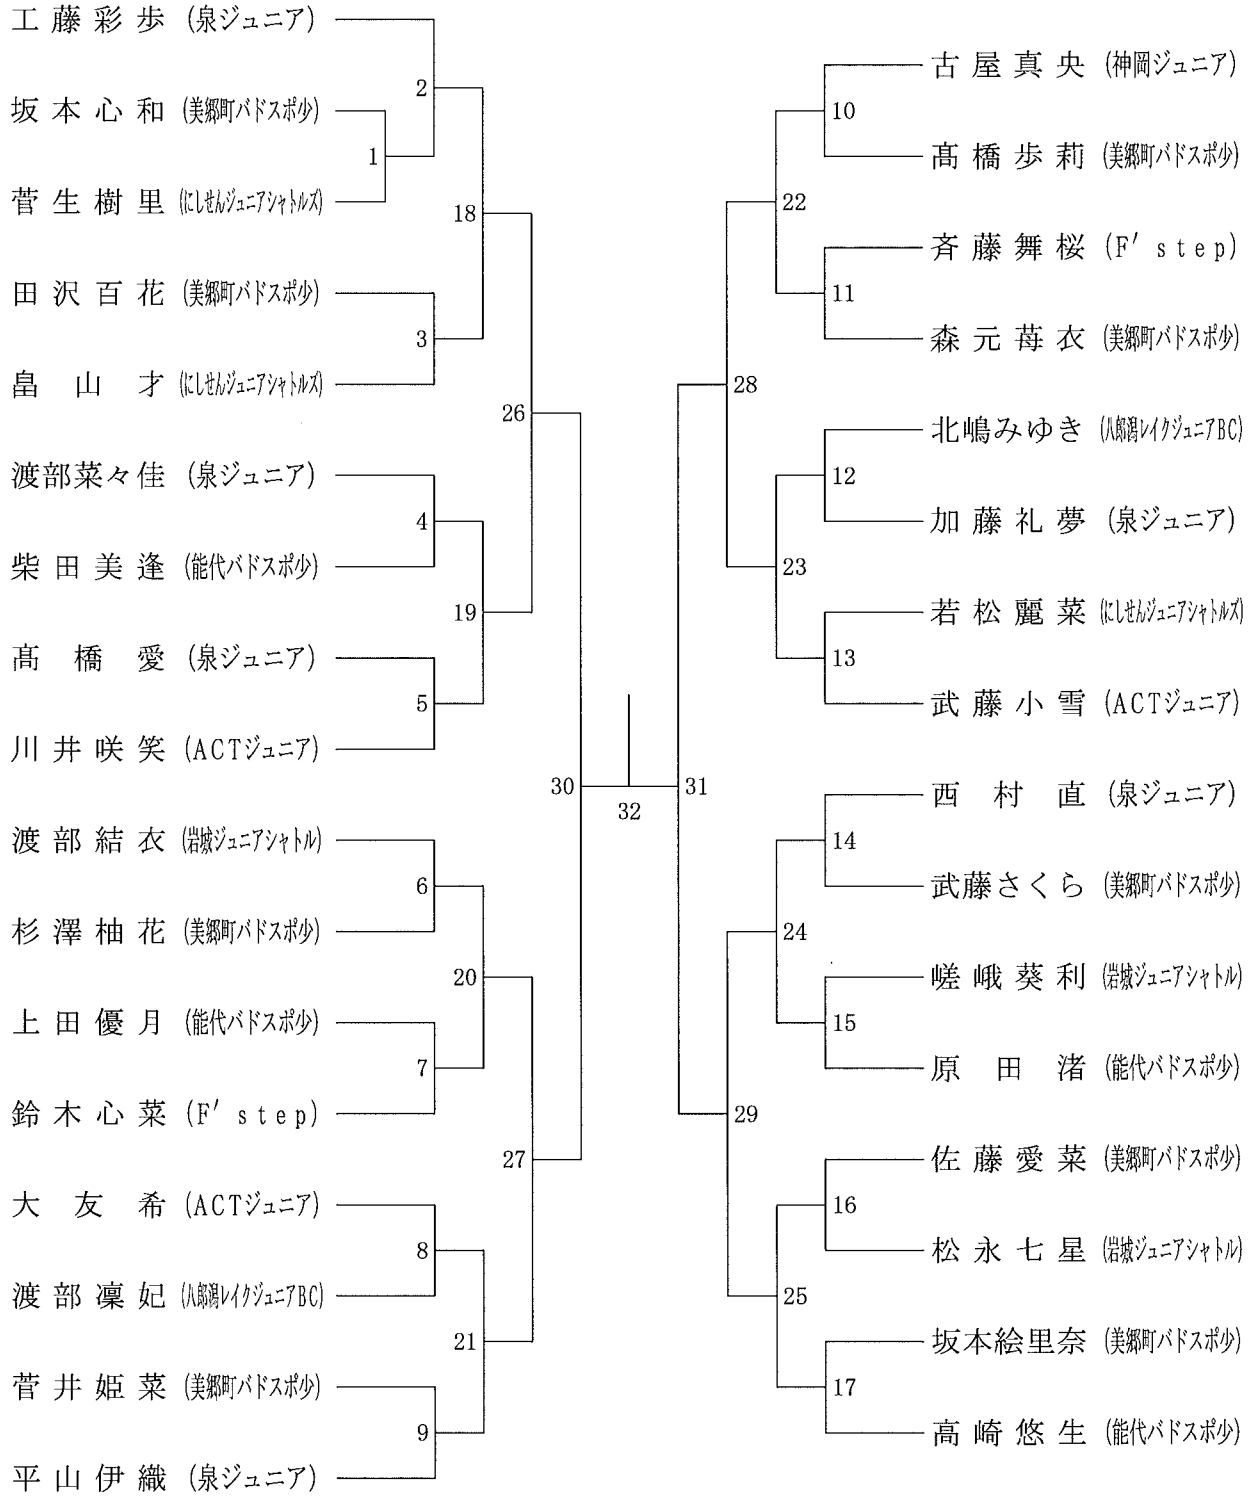 工藤彩歩 (泉ジュニア)
2
坂本心和 (美郷町バドスポ少)
1
菅生樹里 (にしせんジュニアシャトルズ)
18
田沢百花 (美郷町バドスポ少)
3
畠山才 (にしせんジュニアシャトルズ)
26
渡部菜々佳 (泉ジュニア)
4
柴田美逢 (能代バドスポ少)
19
髙橋愛 (泉ジュニア)
5
川井咲笑 (ACTジュニア)
30
渡部結衣 (岩城ジュニアシャトル)
6
杉澤柚花 (美郷町バドスポ少)
20
上田優月 (能代バドスポ少)
7
鈴木心菜 (F' step)
27
大友希 (ACTジュニア)
8
渡部凜妃 (八郎潟レイクジュニアBC)
21
菅井姫菜 (美郷町バドスポ少)
9
平山伊織 (泉ジュニア)
32
古屋真央 (神岡ジュニア)
10
髙橋歩莉 (美郷町バドスポ少)
22
斉藤舞桜 (F' step)
11
森元苺衣 (美郷町バドスポ少)
28
北嶋みゆき (八郎潟レイクジュニアBC)
12
加藤礼夢 (泉ジュニア)
23
若松麗菜 (にしせんジュニアシャトルズ)
13
武藤小雪 (ACTジュニア)
31
西村直 (泉ジュニア)
14
武藤さくら (美郷町バドスポ少)
24
嵯峨葵利 (岩城ジュニアシャトル)
15
原田渚 (能代バドスポ少)
29
佐藤愛菜 (美郷町バドスポ少)
16
松永七星 (岩城ジュニアシャトル)
25
坂本絵里奈 (美郷町バドスポ少)
17
高崎悠生 (能代バドスポ少)